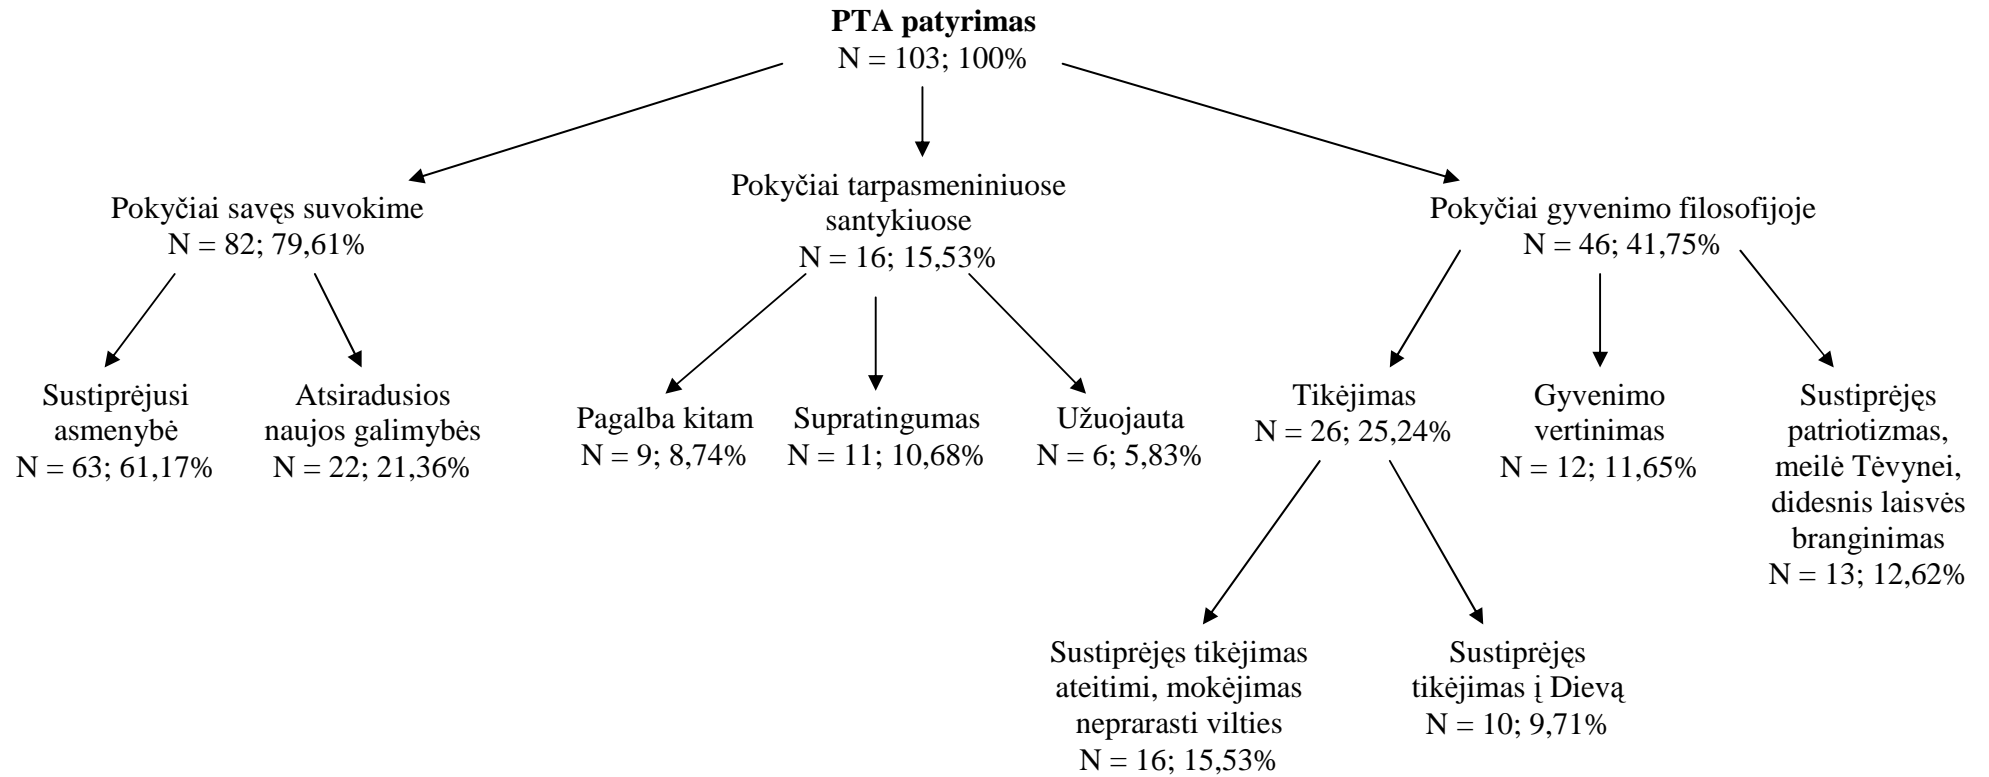 PTA patyrimas
N = 103; 100%
Pokyčiai savęs suvokime
N = 82; 79,61%
Pokyčiai tarpasmeniniuose
santykiuose
N = 16; 15,53%
Pokyčiai gyvenimo filosofijoje
N = 46; 41,75%
Sustiprėjusi
asmenybė
N = 63; 61,17%
Atsiradusios
naujos galimybės
N = 22; 21,36%
Pagalba kitam
N = 9; 8,74%
Supratingumas
N = 11; 10,68%
Užuojauta
N = 6; 5,83%
Tikėjimas
N = 26; 25,24%
Gyvenimo
vertinimas
N = 12; 11,65%
Sustiprėjęs
patriotizmas,
meilė Tėvynei,
didesnis laisvės
branginimas
N = 13; 12,62%
Sustiprėjęs tikėjimas
ateitimi, mokėjimas
neprarasti vilties
N = 16; 15,53%
Sustiprėjęs
tikėjimas į Dievą
N = 10; 9,71%